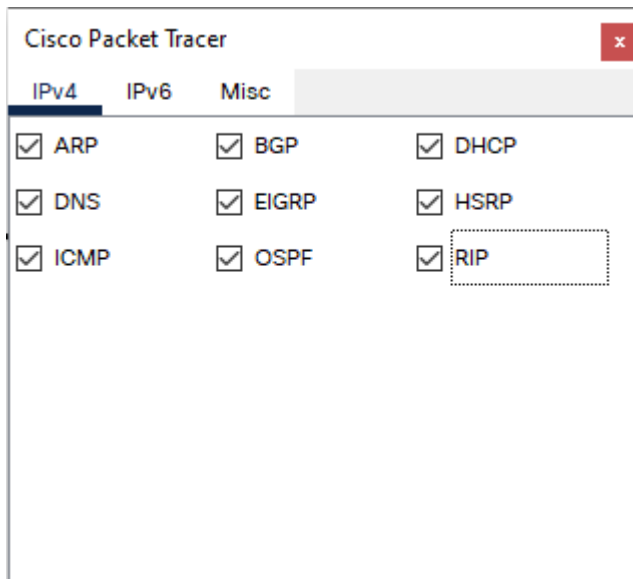 Cisco Packet Tracer
x
IPv4 IPv6 Misc
ARP BGP DHCP
DNS EIGRP HSRP
ICMP OSPF RIP